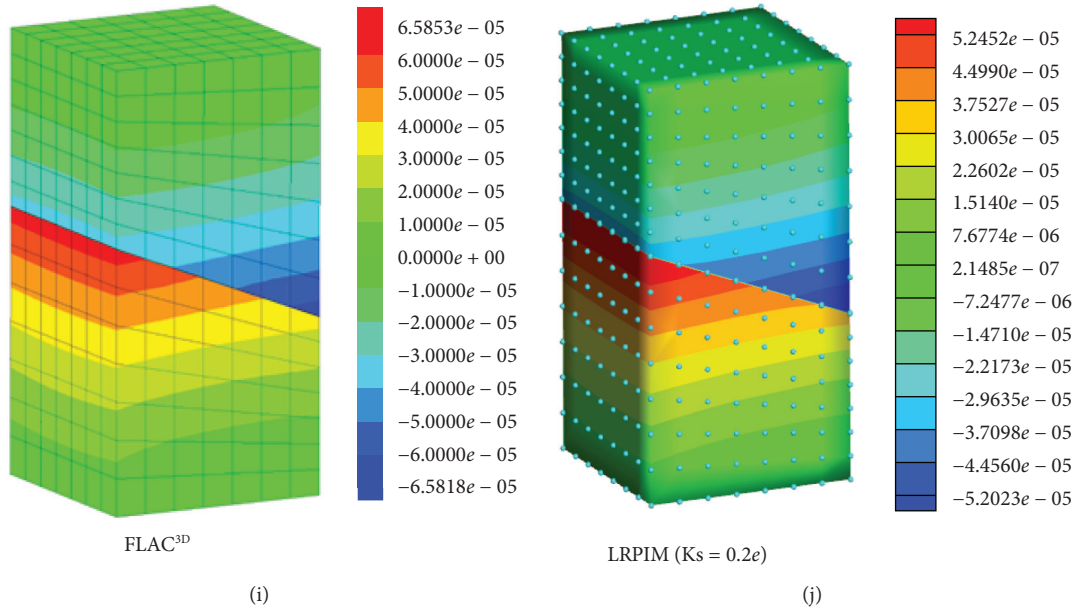 6.5853e – 05
6.0000e – 05
5.0000e – 05
4.0000e – 05
3.0000e – 05
2.0000e – 05
1.0000e – 05
0.0000e + 00
–1.0000e – 05
–2.0000e – 05
–3.0000e – 05
–4.0000e – 05
–5.0000e – 05
–6.0000e – 05
–6.5818e – 05
FLAC3D
(i)
5.2452e – 05
4.4990e – 05
3.7527e – 05
3.0065e – 05
2.2602e – 05
1.5140e – 05
7.6774e – 06
2.1485e – 07
–7.2477e – 06
–1.4710e – 05
–2.2173e – 05
–2.9635e – 05
–3.7098e – 05
–4.4560e – 05
–5.2023e – 05
LRPIM (Ks = 0.2e)
(j)